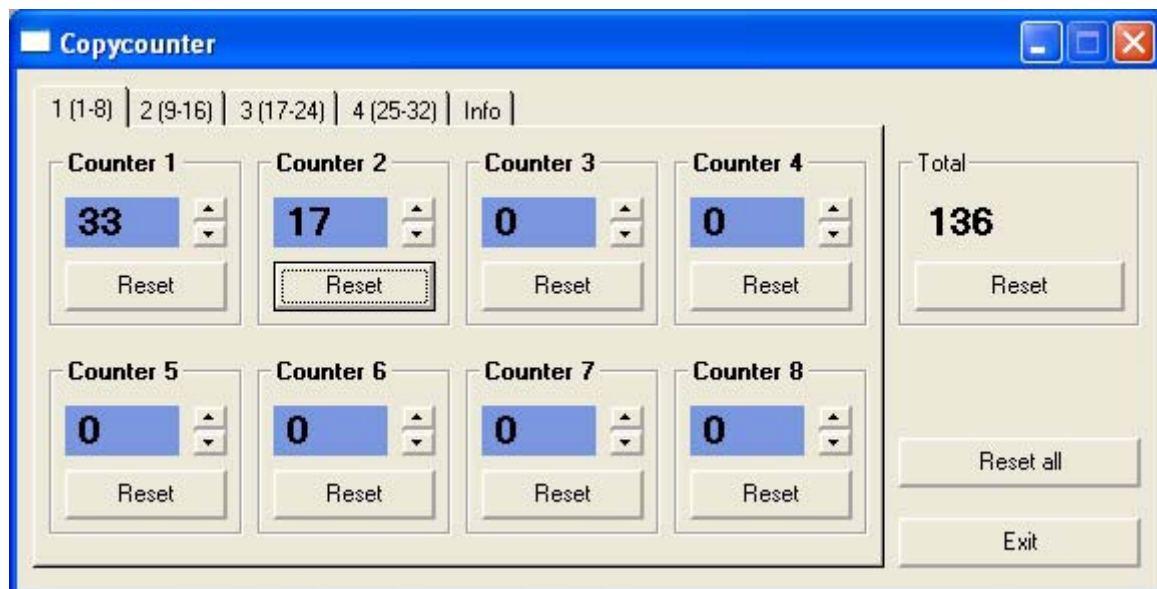 Copycounter
1 (1-8) 2 (9-16) 3 (17-24) 4 (25-32) Info
Counter 1 Counter 2 Counter 3 Counter 4 Total
33 17 0 0 136
Reset Reset Reset Reset Reset
Counter 5 Counter 6 Counter 7 Counter 8
0 0 0 0
Reset all
Reset Reset Reset Reset
Exit